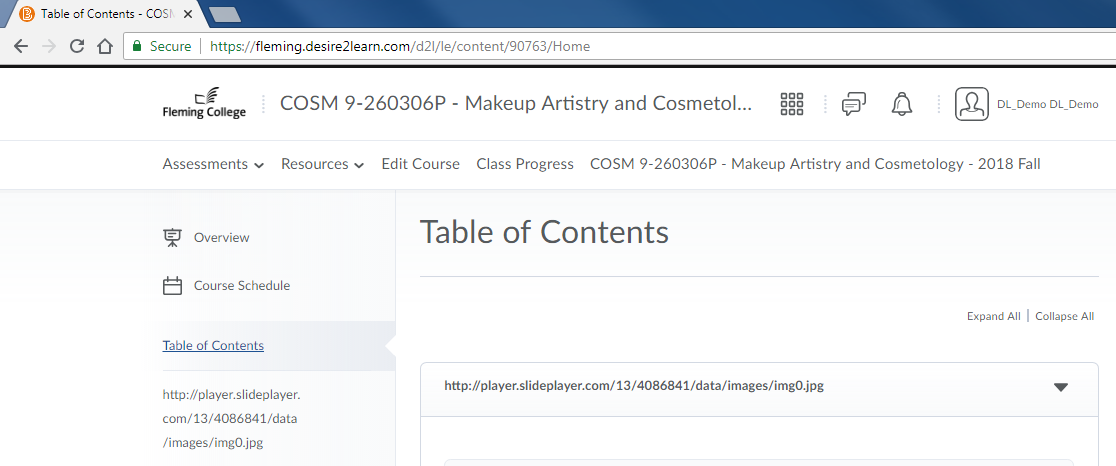 Table of Contents - COSM
Secure | https://fleming.desire2learn.com/d2l/le/content/90763/Home
Fleming College
COSM 9-260306P - Makeup Artistry and Cosmetol...
DL_Demo DL_Demo
Assessments Resources Edit Course Class Progress COSM 9-260306P - Makeup Artistry and Cosmetology - 2018 Fall
Overview
Course Schedule
Table of Contents
http://player.slideplayer.
com/13/4086841/data
/images/img0.jpg
Table of Contents
Expand All | Collapse All
http://player.slideplayer.com/13/4086841/data/images/img0.jpg